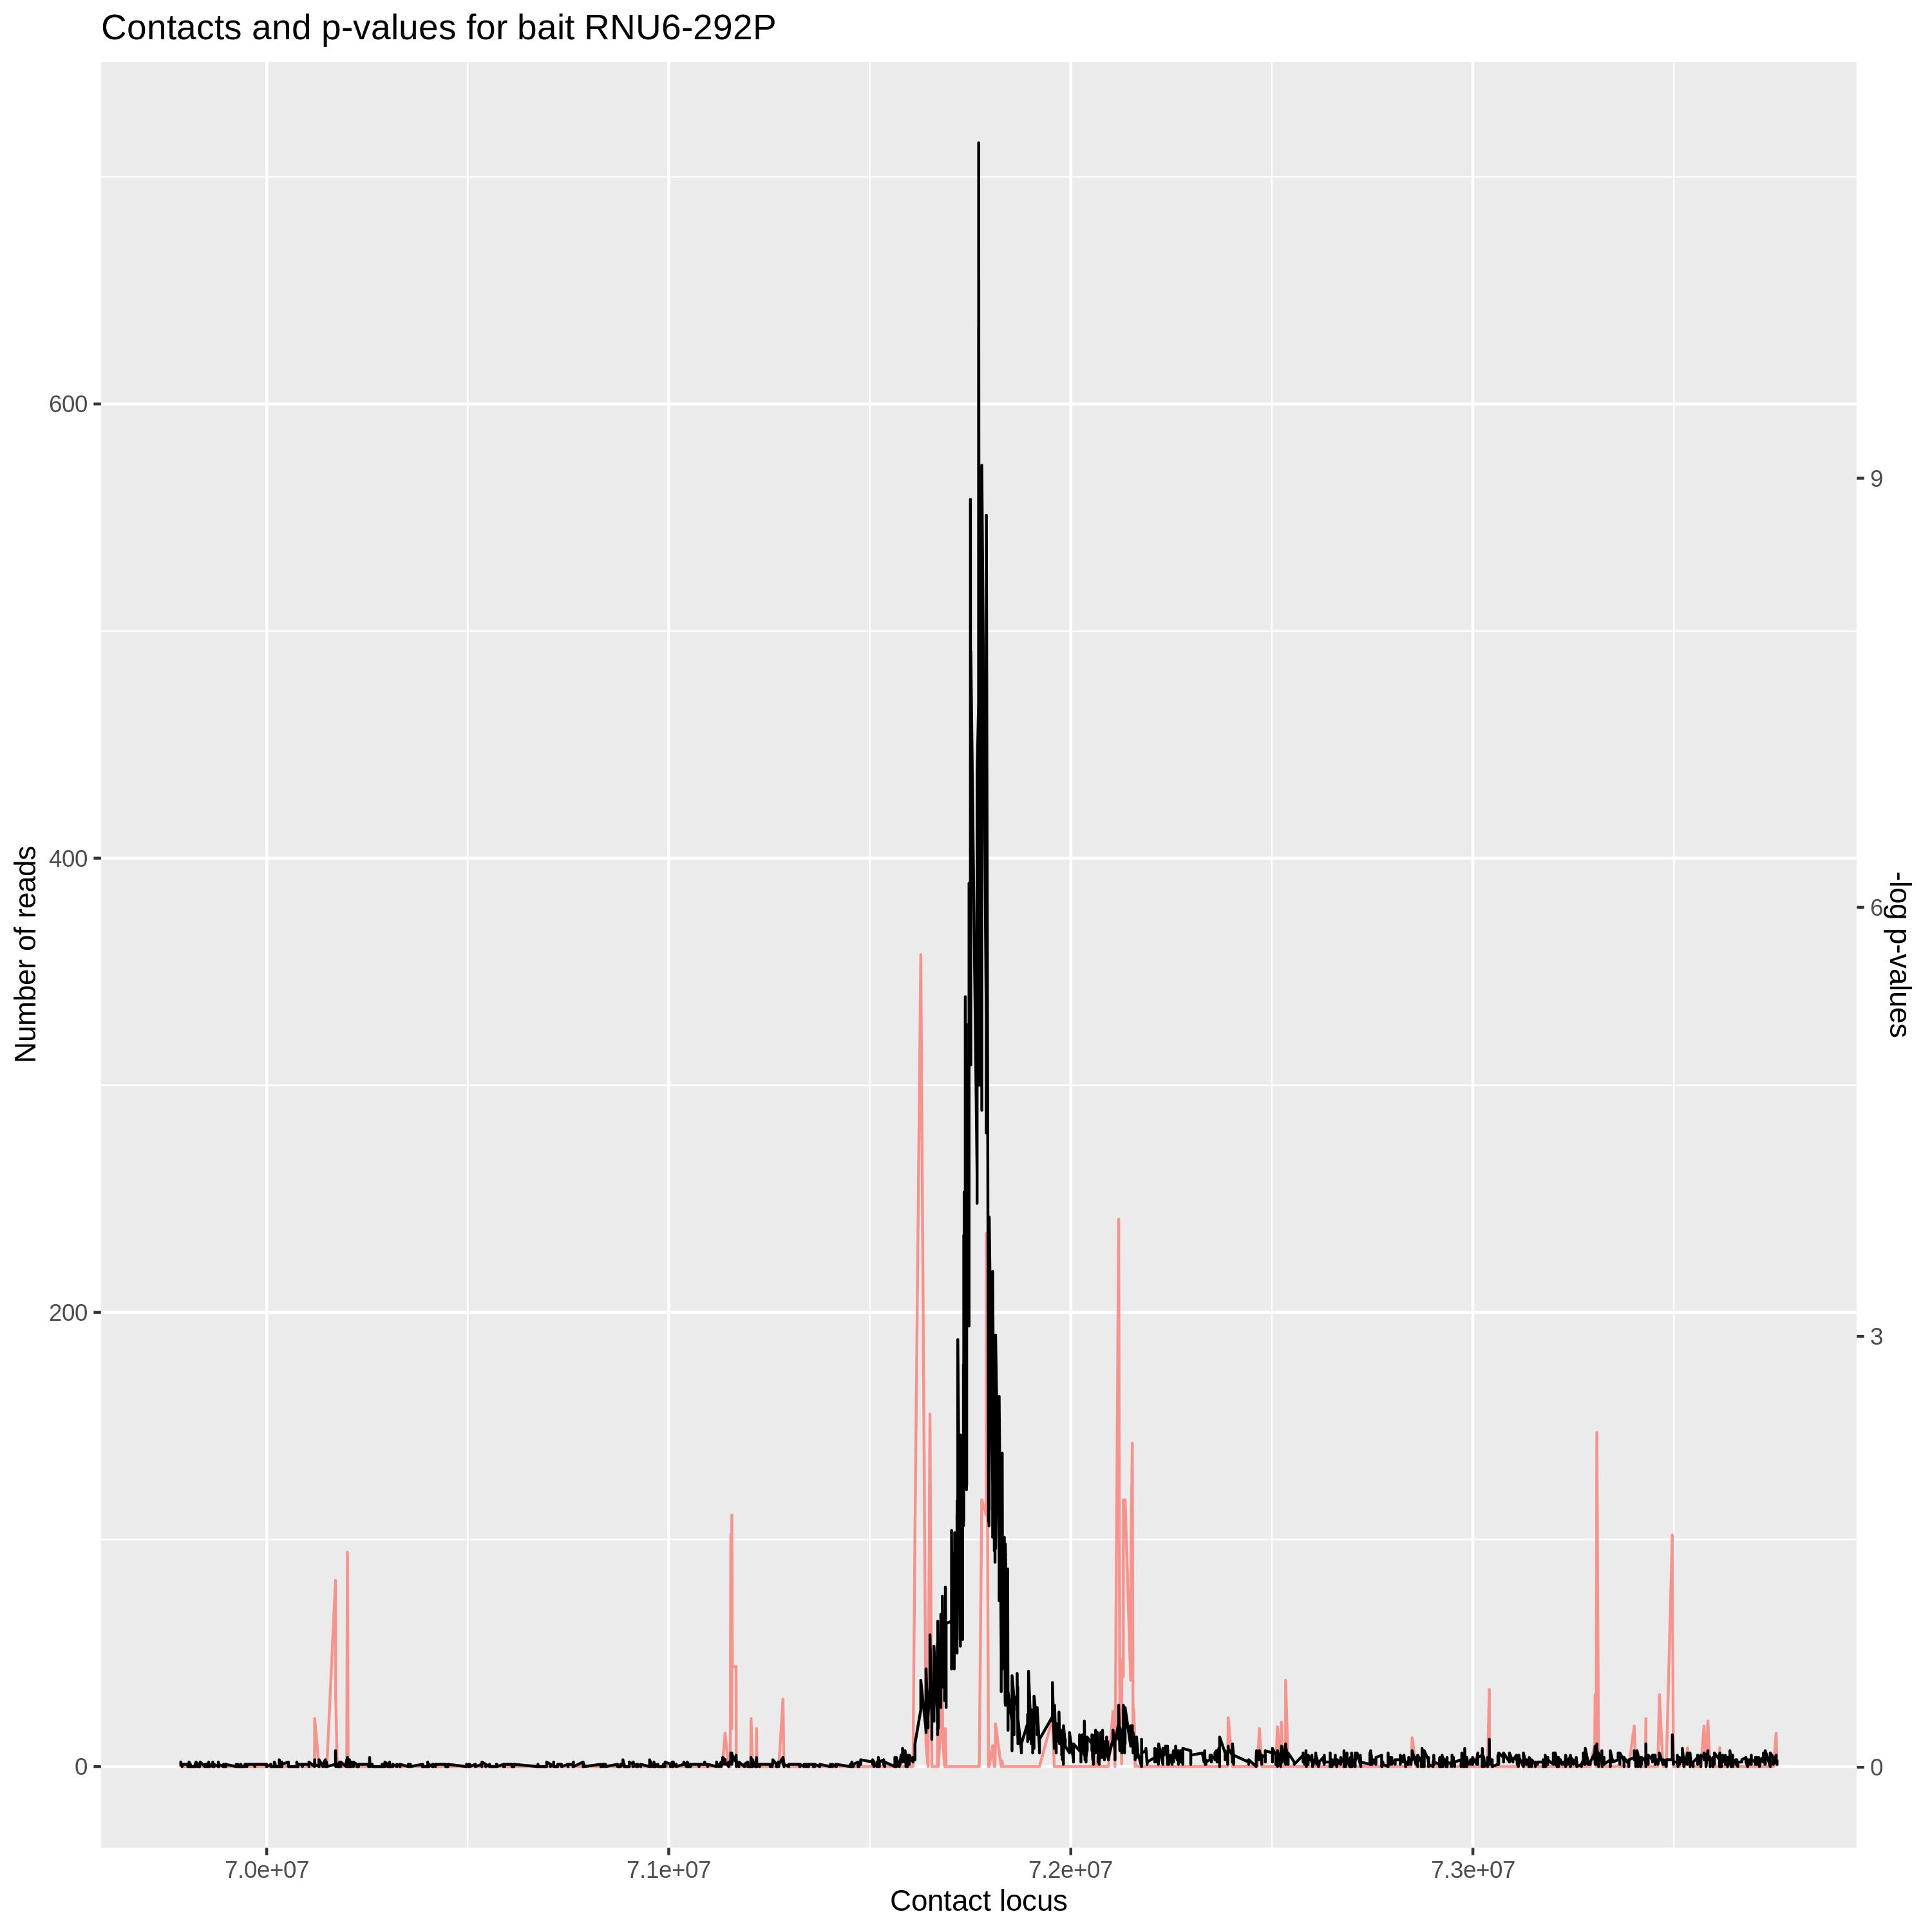 Contacts and p-values for bait RNU6-292P
600
400
200
0
Number of reads
9
6
3
0
-log p-values
7.0e+07
7.1e+07
7.2e+07
7.3e+07
Contact locus